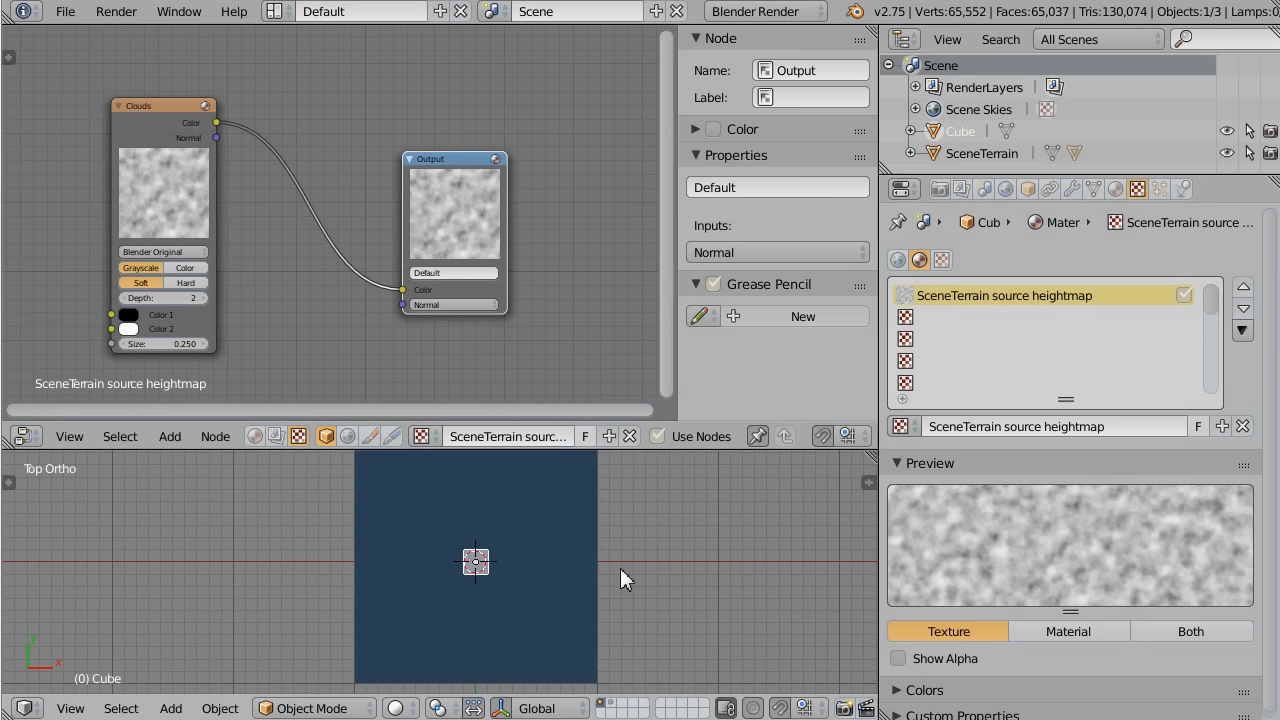 File Render Window Help Default Scene Blender Render v2.75 | Verts:65,552 | Faces:65,037 | Tris:130,074 | Objects:1/3 | Lamps:0
View Search All Scenes
Scene
RenderLayers
Scene Skies
Cube
SceneTerrain
Clouds
Color
Normal
Blender Original
Grayscale Color
Soft Hard
Depth: 2
Color 1
Color 2
Size: 0.250
SceneTerrain source heightmap
Output
Default
Color
Normal
Node
Name: Output
Label:
Color
Properties
Default
Inputs:
Normal
Grease Pencil
New
View Select Add Node SceneTerrain sourc... F Use Nodes
Cub Mater SceneTerrain source ...
SceneTerrain source heightmap
SceneTerrain source heightmap F
Preview
Texture Material Both
Show Alpha
Colors
Custom Properties
Top Ortho
y
x
(0) Cube
View Select Add Object Object Mode Global